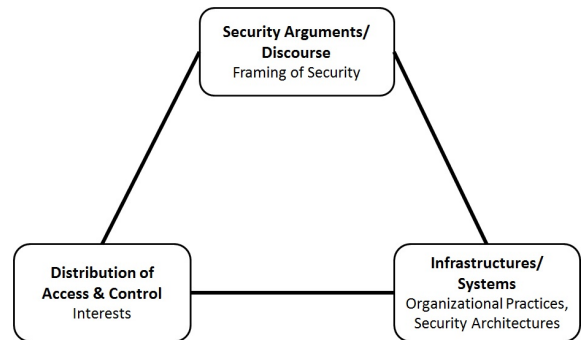 Security Arguments/
Discourse
Framing of Security
Distribution of
Access & Control
Interests
Infrastructures/
Systems
Organizational Practices,
Security Architectures